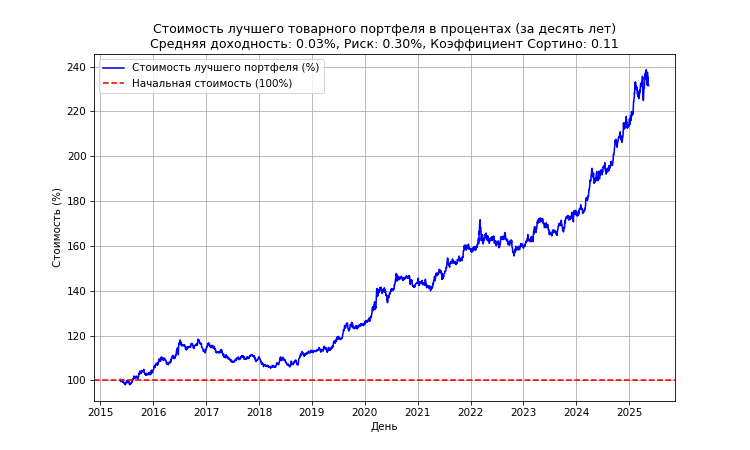 Стоимость лучшего товарного портфеля в процентах (за десять лет)
Средняя доходность: 0.03%, Риск: 0.30%, Коэффициент Сортино: 0.11
Стоимость лучшего портфеля (%)
Начальная стоимость (100%)
Стоимость (%)
240
220
200
180
160
140
120
100
2015 2016 2017 2018 2019 2020 2021 2022 2023 2024 2025
День